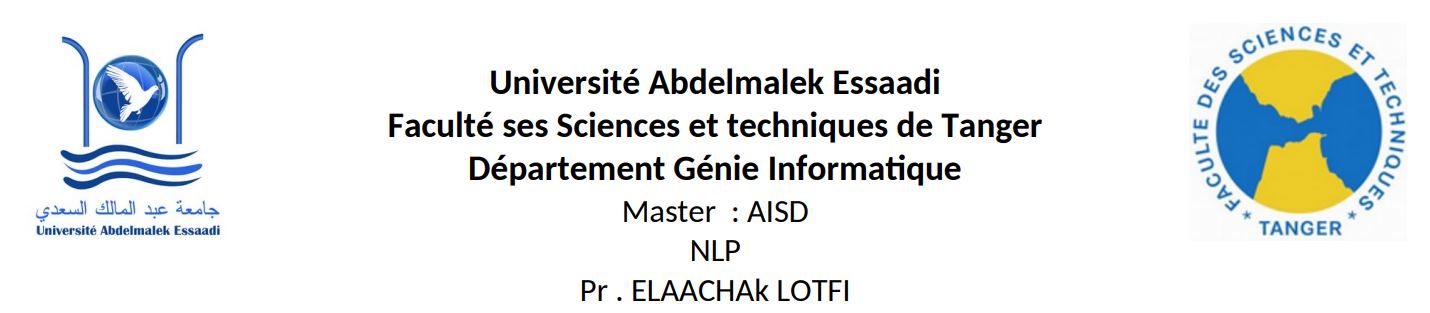 Université Abdelmalek Essaadi
Faculté ses Sciences et techniques de Tanger
Département Génie Informatique
Master : AISD
NLP
Pr . ELAACHAk LOTFI
جامعة عبد المالك السعدي
Université Abdelmalek Essaadi
FACULTE DES SCIENCES ET TECHNIQUES
* TANGER *